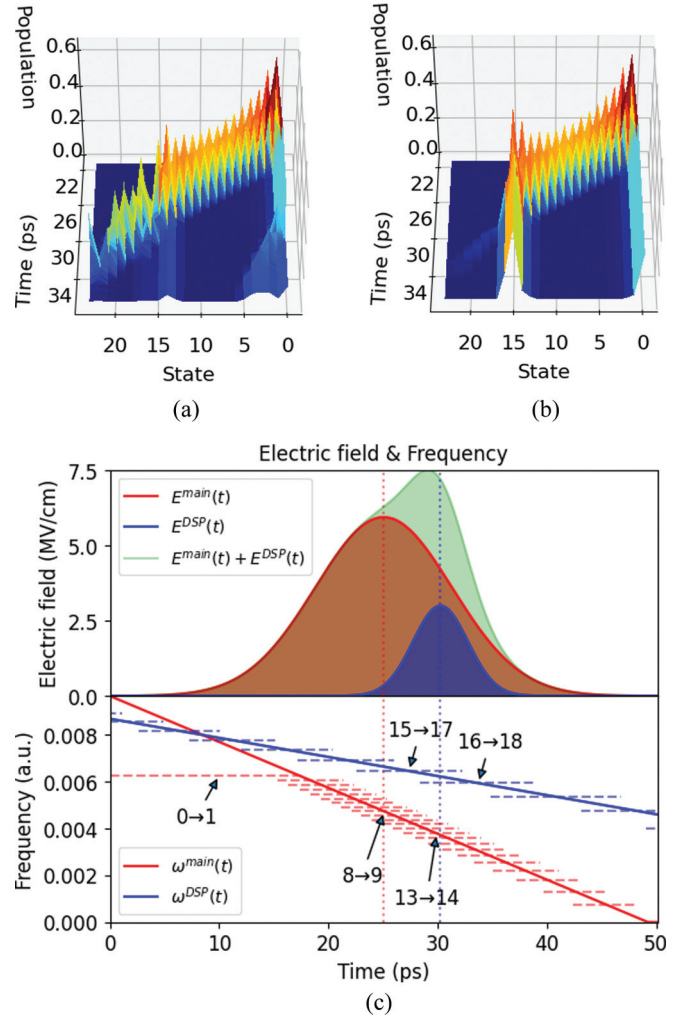 Population
0.6
0.4
0.2
0.0
22
26
30
34
Time (ps)
20 15 10 5 0
State
(a)
Population
0.6
0.4
0.2
0.0
22
26
30
34
Time (ps)
20 15 10 5 0
State
(b)
Electric field & Frequency
Electric field (MV/cm)
7.5
5.0
2.5
0.0
E^main(t)
E^DSP(t)
E^main(t) + E^DSP(t)
Frequency (a.u.)
0.008
0.006
0.004
0.002
0.000
15→17
16→18
0→1
8→9
13→14
ω^main(t)
ω^DSP(t)
0 10 20 30 40 50
Time (ps)
(c)